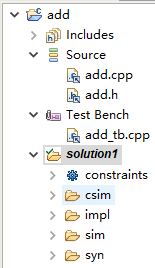 add
Includes
Source
add.cpp
add.h
Test Bench
add_tb.cpp
solution1
constraints
csim
impl
sim
syn